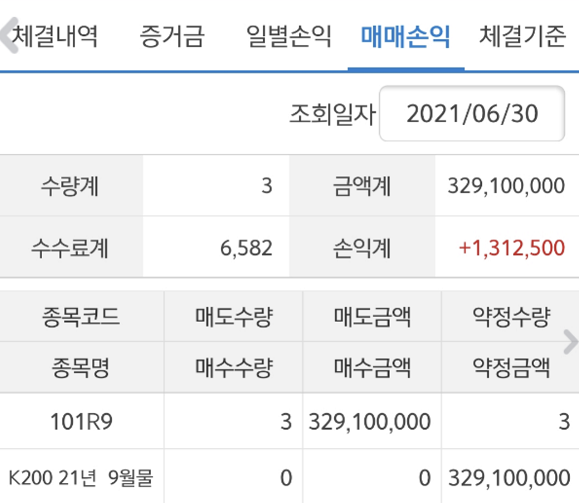 체결내역 증거금 일별손익 매매손익 체결기준
조회일자 2021/06/30
수량계 3 금액계 329,100,000
수수료계 6,582 손익계 +1,312,500
종목코드 매도수량 매도금액 약정수량
종목명 매수수량 매수금액 약정금액
101R9 3 329,100,000 3
K200 21년 9월물 0 0 329,100,000